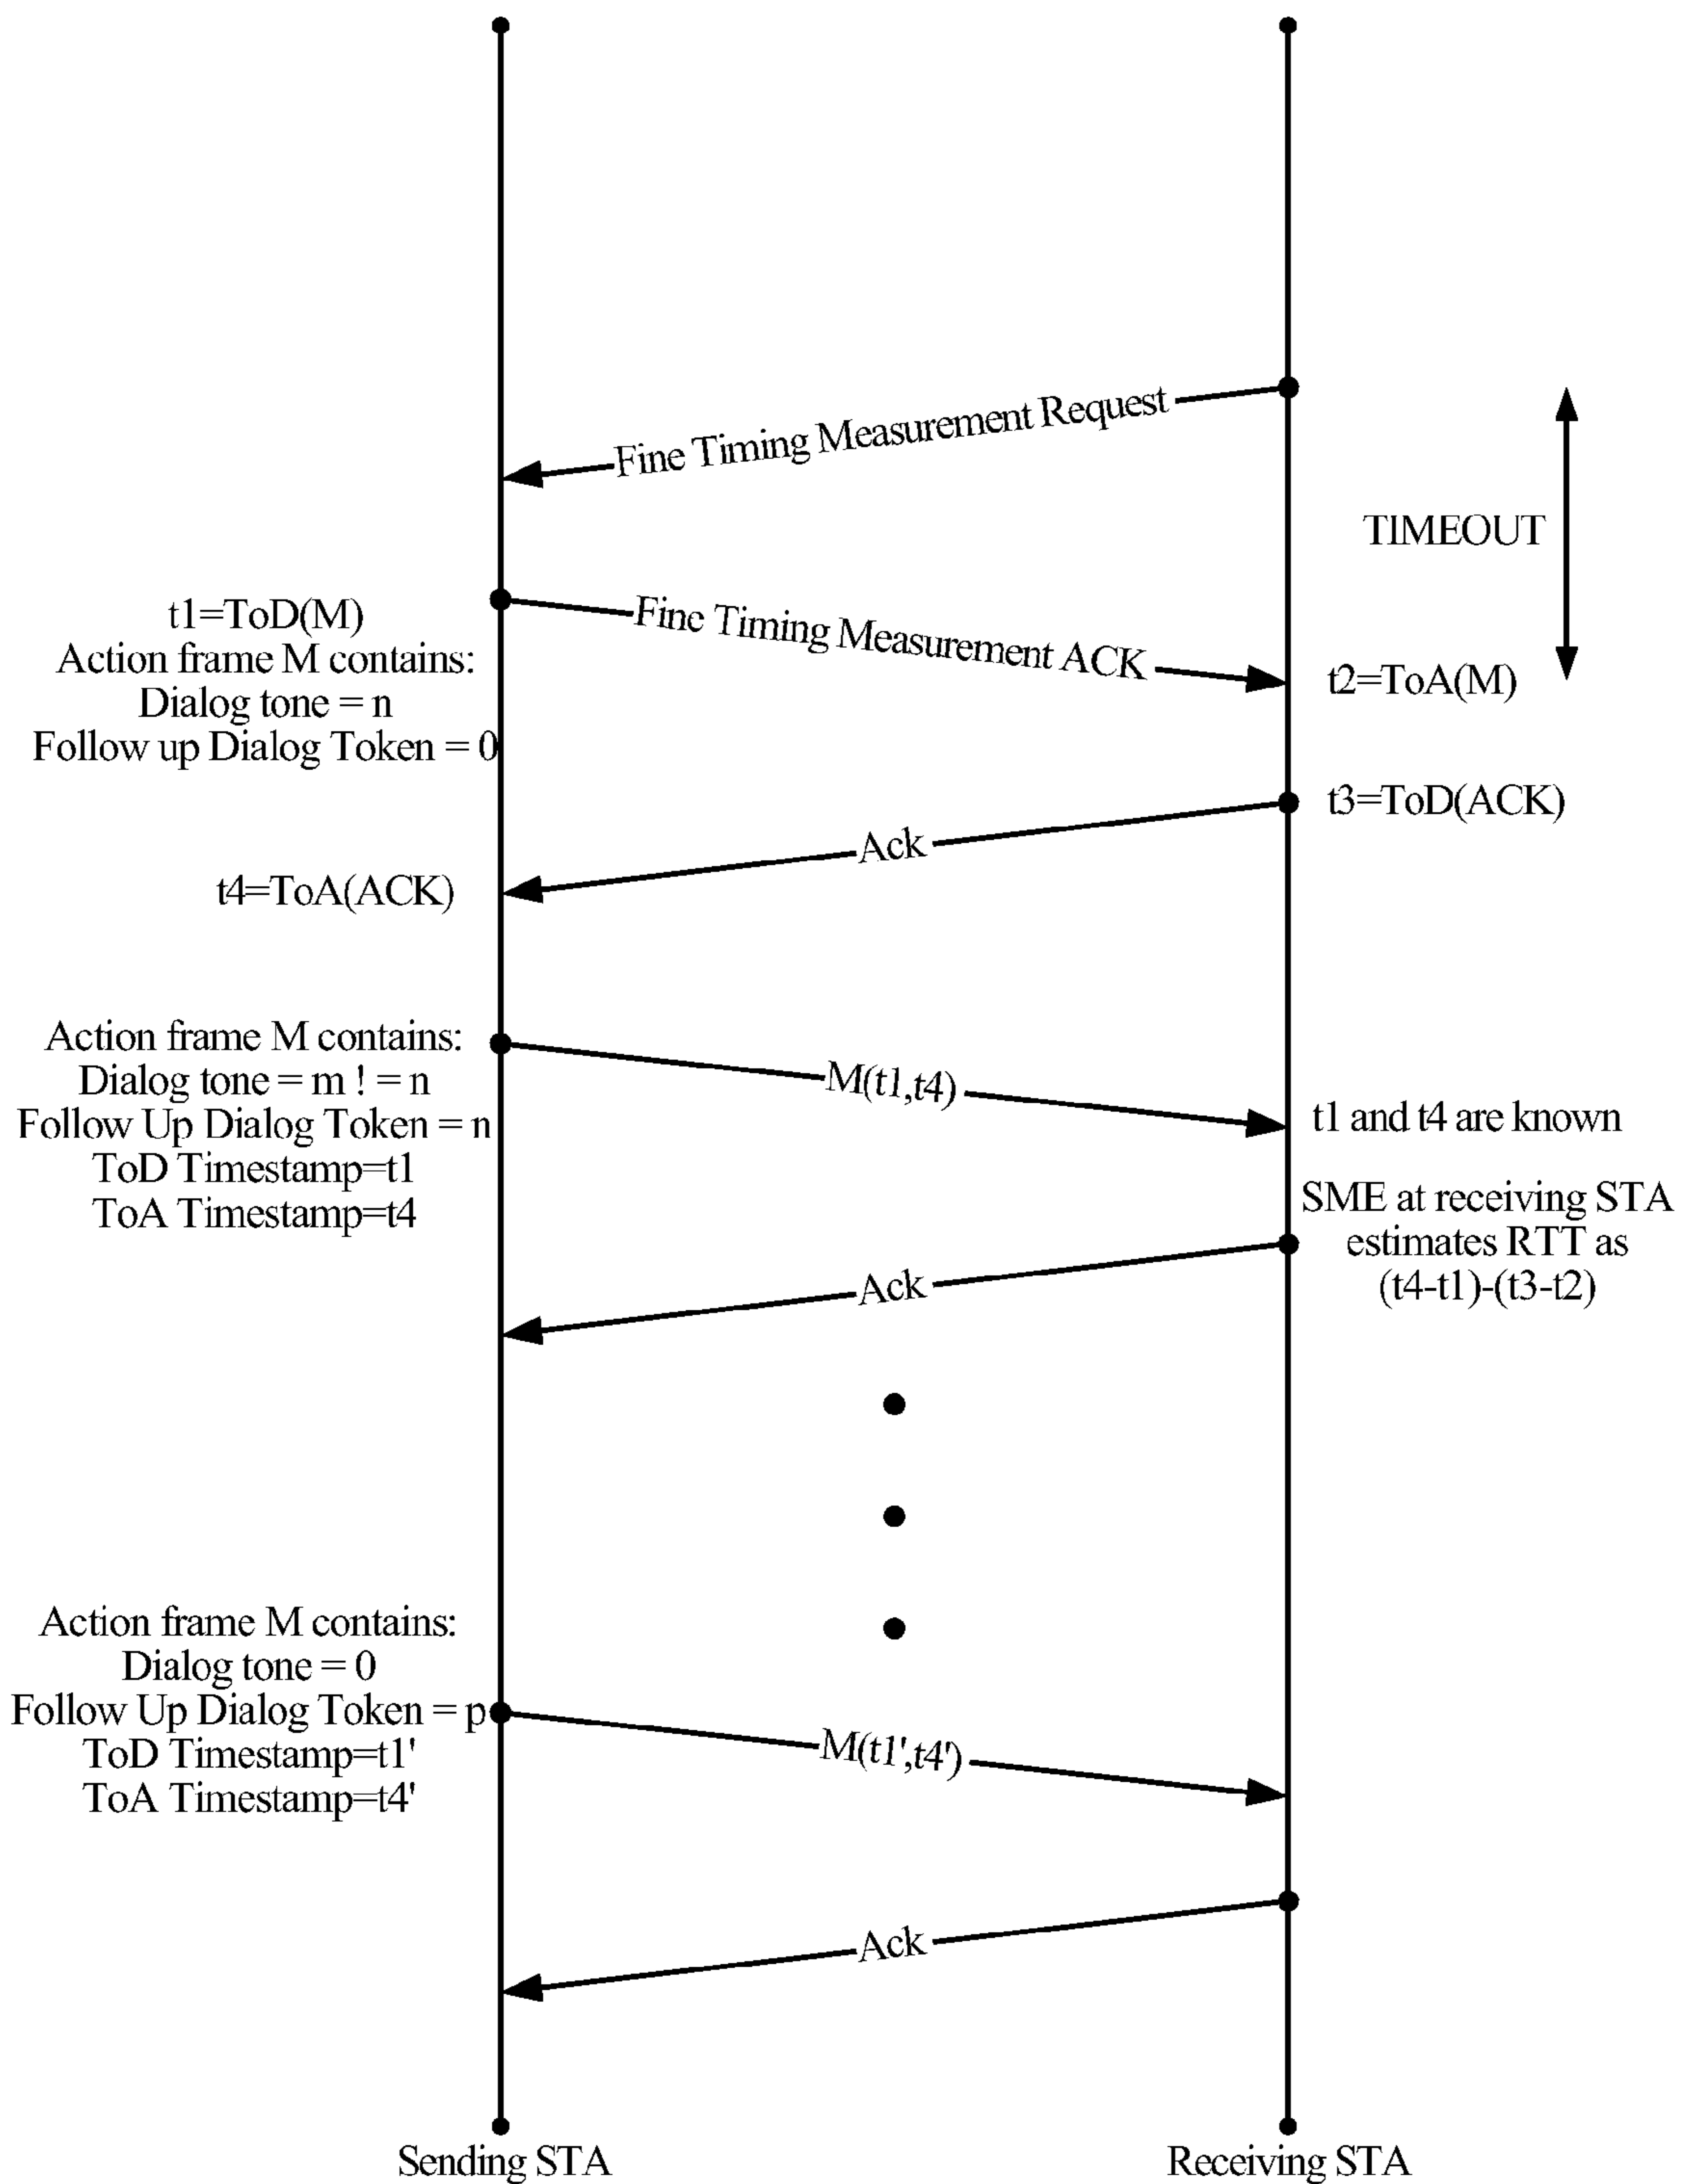 Fine Timing Measurement Request
TIMEOUT
t1=ToD(M)
Action frame M contains:
Dialog tone = n
Follow up Dialog Token = 0
Fine Timing Measurement ACK
t2=ToA(M)
t3=ToD(ACK)
Ack
t4=ToA(ACK)
Action frame M contains:
Dialog tone = m ! = n
Follow Up Dialog Token = n
ToD Timestamp=t1
ToA Timestamp=t4
M(t1,t4)
t1 and t4 are known
SME at receiving STA
estimates RTT as
(t4-t1)-(t3-t2)
Ack
Action frame M contains:
Dialog tone = 0
Follow Up Dialog Token = p
ToD Timestamp=t1'
ToA Timestamp=t4'
M(t1',t4')
Ack
Sending STA
Receiving STA